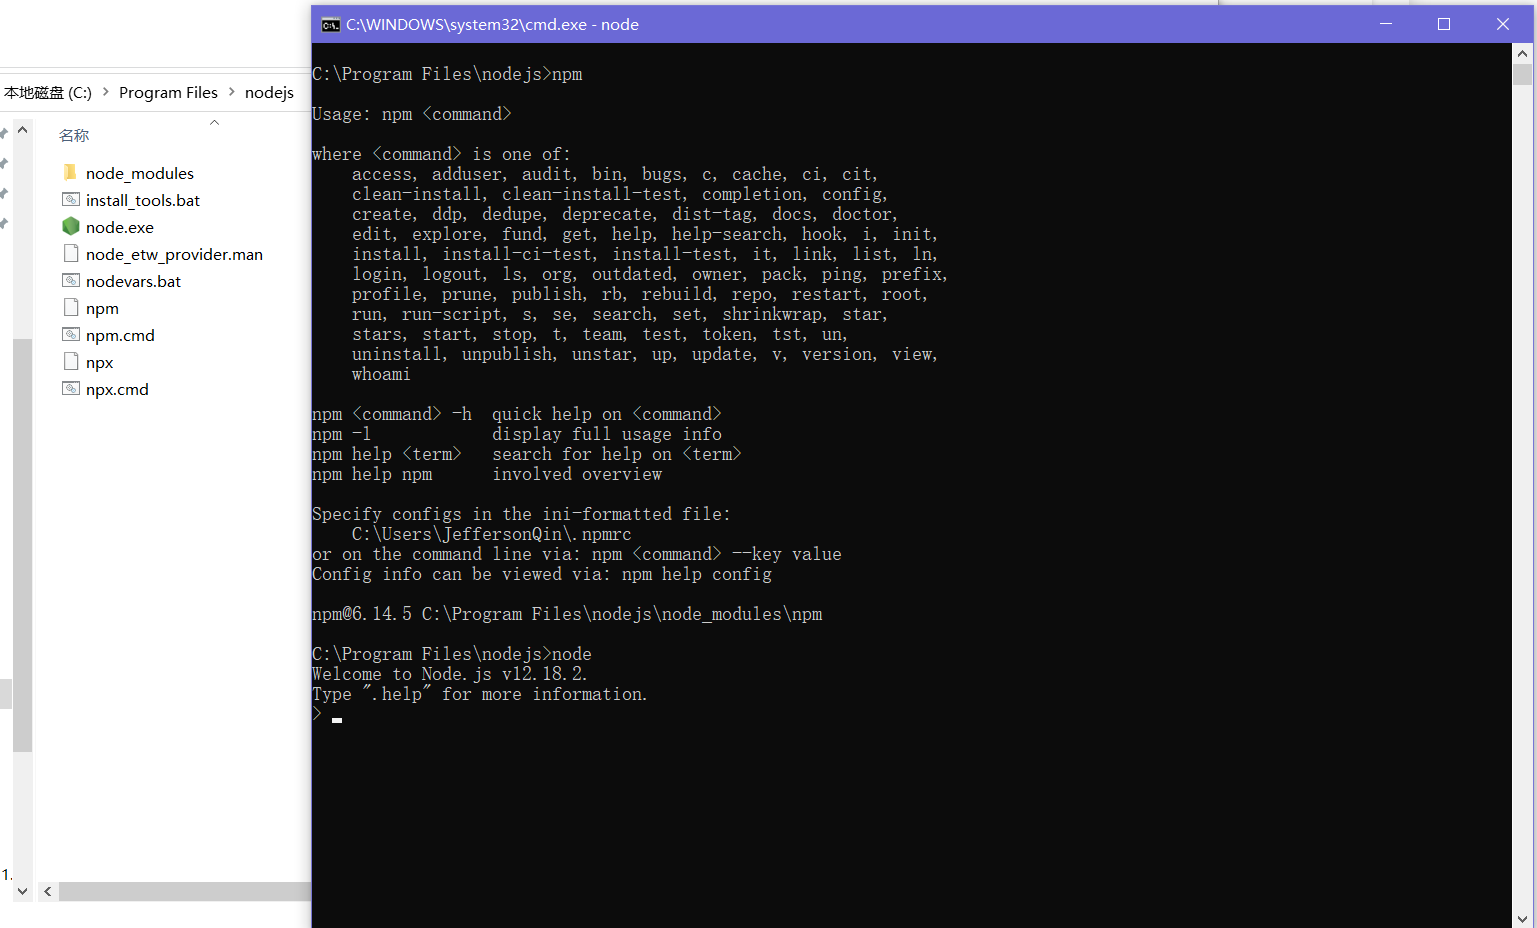 C:\WINDOWS\system32\cmd.exe - node
本地磁盘 (C:) > Program Files > nodejs
名称
node_modules
install_tools.bat
node.exe
node_etw_provider.man
nodevars.bat
npm
npm.cmd
npx
npx.cmd
1.
C:\Program Files\nodejs>npm
Usage: npm <command>
where <command> is one of:
access, adduser, audit, bin, bugs, c, cache, ci, cit,
clean-install, clean-install-test, completion, config,
create, ddp, dedupe, deprecate, dist-tag, docs, doctor,
edit, explore, fund, get, help, help-search, hook, i, init,
install, install-ci-test, install-test, it, link, list, ln,
login, logout, ls, org, outdated, owner, pack, ping, prefix,
profile, prune, publish, rb, rebuild, repo, restart, root,
run, run-script, s, se, search, set, shrinkwrap, star,
stars, start, stop, t, team, test, token, tst, un,
uninstall, unpublish, unstar, up, update, v, version, view,
whoami
npm <command> -h  quick help on <command>
npm -l            display full usage info
npm help <term>   search for help on <term>
npm help npm      involved overview
Specify configs in the ini-formatted file:
C:\Users\JeffersonQin\.npmrc
or on the command line via: npm <command> --key value
Config info can be viewed via: npm help config
npm@6.14.5 C:\Program Files\nodejs\node_modules\npm
C:\Program Files\nodejs>node
Welcome to Node.js v12.18.2.
Type ".help" for more information.
>